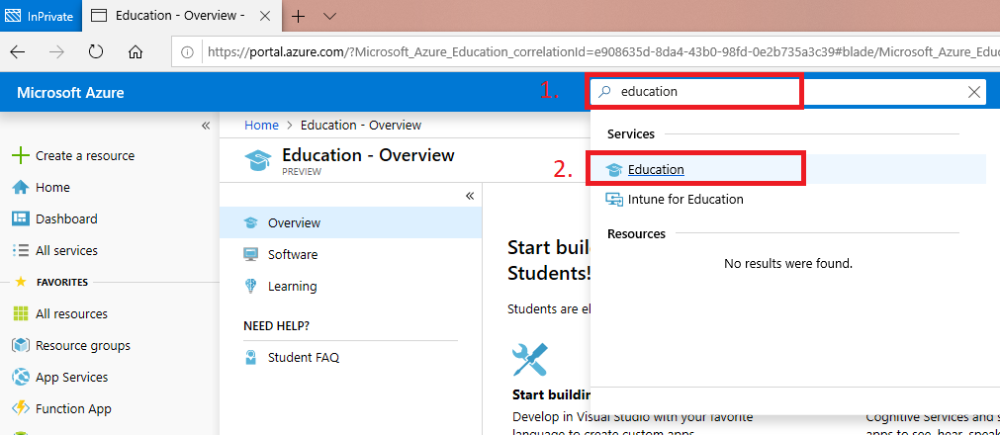 InPrivate
Education - Overview -
https://portal.azure.com/?Microsoft_Azure_Education_correlationId=e908635d-8da4-43b0-98fd-0e2b735a3c39#blade/Microsoft_Azure_Edu
Microsoft Azure
1.
education
Create a resource
Home
Dashboard
All services
FAVORITES
All resources
Resource groups
App Services
Function App
Home > Education - Overview
Education - Overview
PREVIEW
Overview
Software
Learning
NEED HELP?
Student FAQ
Start buil
Students!
Students are el
Start buildin
Develop in Visual Studio with your favorite
language to create custom apps
Services
2.
Education
Intune for Education
Resources
No results were found.
Cognitive Services and
apps to see, hear, speak